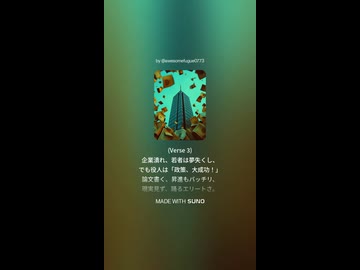 by @awesomefugue0773
(Verse 3)
企業潰れ、若者は夢失くし、
でも役人は「政策、大成功！」
論文書く、昇進もバッチリ、
現実見ず、踊るエリートさ。
MADE WITH SUNO